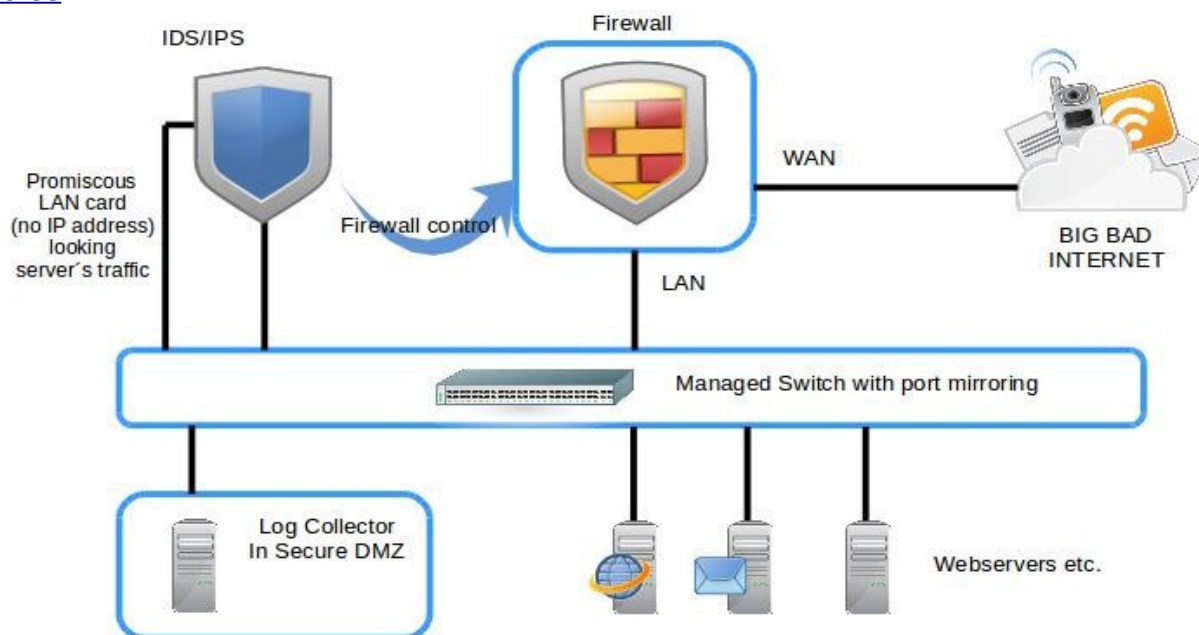 IDS/IPS
Firewall
WAN
Promiscous
LAN card
(no IP address)
looking
server´s traffic
Firewall control
BIG BAD
INTERNET
LAN
Managed Switch with port mirroring
Log Collector
In Secure DMZ
Webservers etc.